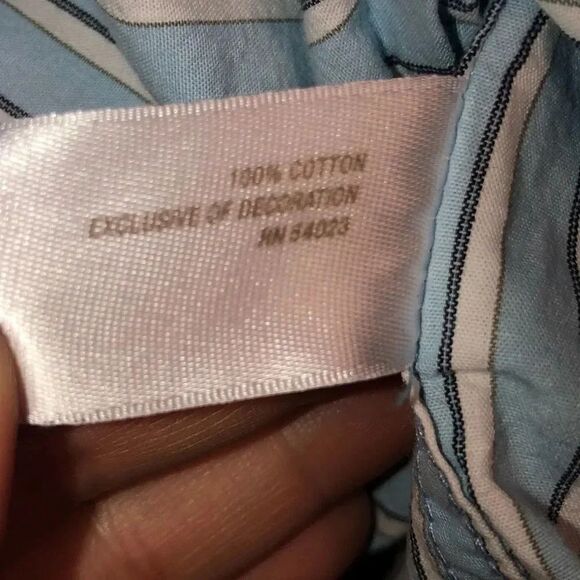 100% COTTON
EXCLUSIVE OF DECORATION
RN 54023